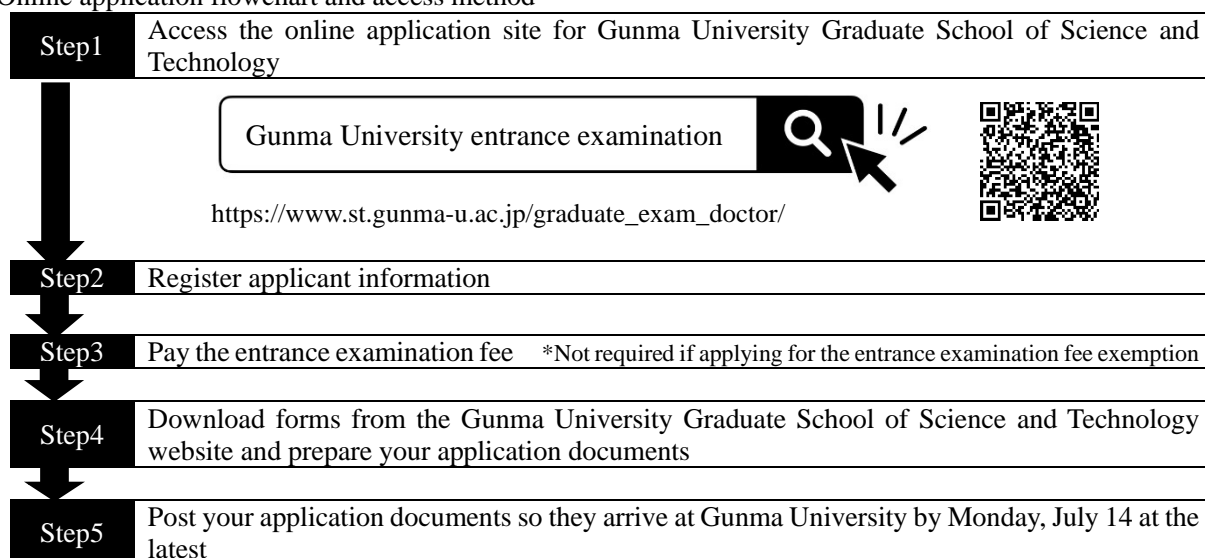 Online application flowchart and access method
Step1
Access the online application site for Gunma University Graduate School of Science and
Technology
Gunma University entrance examination
https://www.st.gunma-u.ac.jp/graduate_exam_doctor/
Step2
Register applicant information
Step3
Pay the entrance examination fee *Not required if applying for the entrance examination fee exemption
Step4
Download forms from the Gunma University Graduate School of Science and Technology
website and prepare your application documents
Step5
Post your application documents so they arrive at Gunma University by Monday, July 14 at the
latest